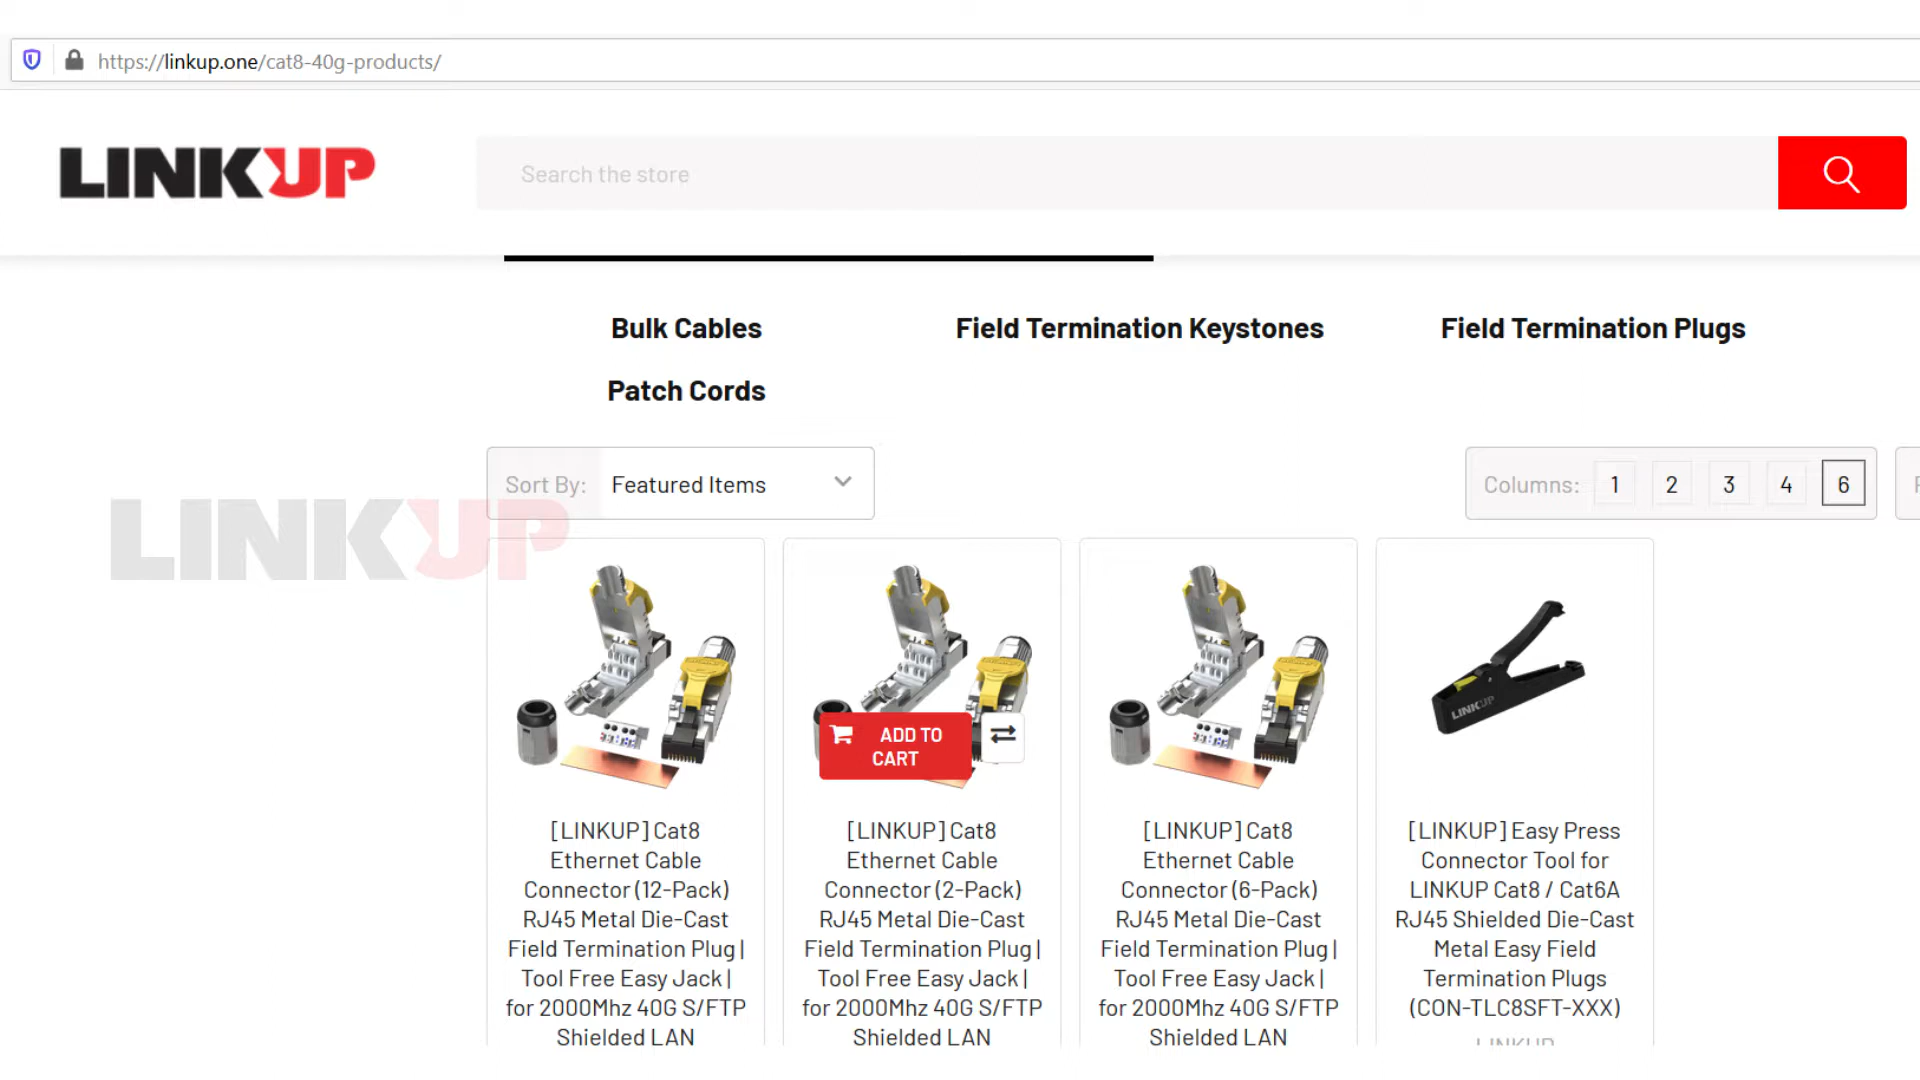 https://linkup.one/cat8-40g-products/
LINKUP
Search the store
Bulk Cables
Field Termination Keystones
Field Termination Plugs
Patch Cords
Sort By: Featured Items
Columns: 1 2 3 4 6
LINKUP
ADD TO
CART
LINKUP
[LINKUP] Cat8
Ethernet Cable
Connector (12-Pack)
RJ45 Metal Die-Cast
Field Termination Plug |
Tool Free Easy Jack |
for 2000Mhz 40G S/FTP
Shielded LAN
[LINKUP] Cat8
Ethernet Cable
Connector (2-Pack)
RJ45 Metal Die-Cast
Field Termination Plug |
Tool Free Easy Jack |
for 2000Mhz 40G S/FTP
Shielded LAN
[LINKUP] Cat8
Ethernet Cable
Connector (6-Pack)
RJ45 Metal Die-Cast
Field Termination Plug |
Tool Free Easy Jack |
for 2000Mhz 40G S/FTP
Shielded LAN
[LINKUP] Easy Press
Connector Tool for
LINKUP Cat8 / Cat6A
RJ45 Shielded Die-Cast
Metal Easy Field
Termination Plugs
(CON-TLC8SFT-XXX)
LINKUP